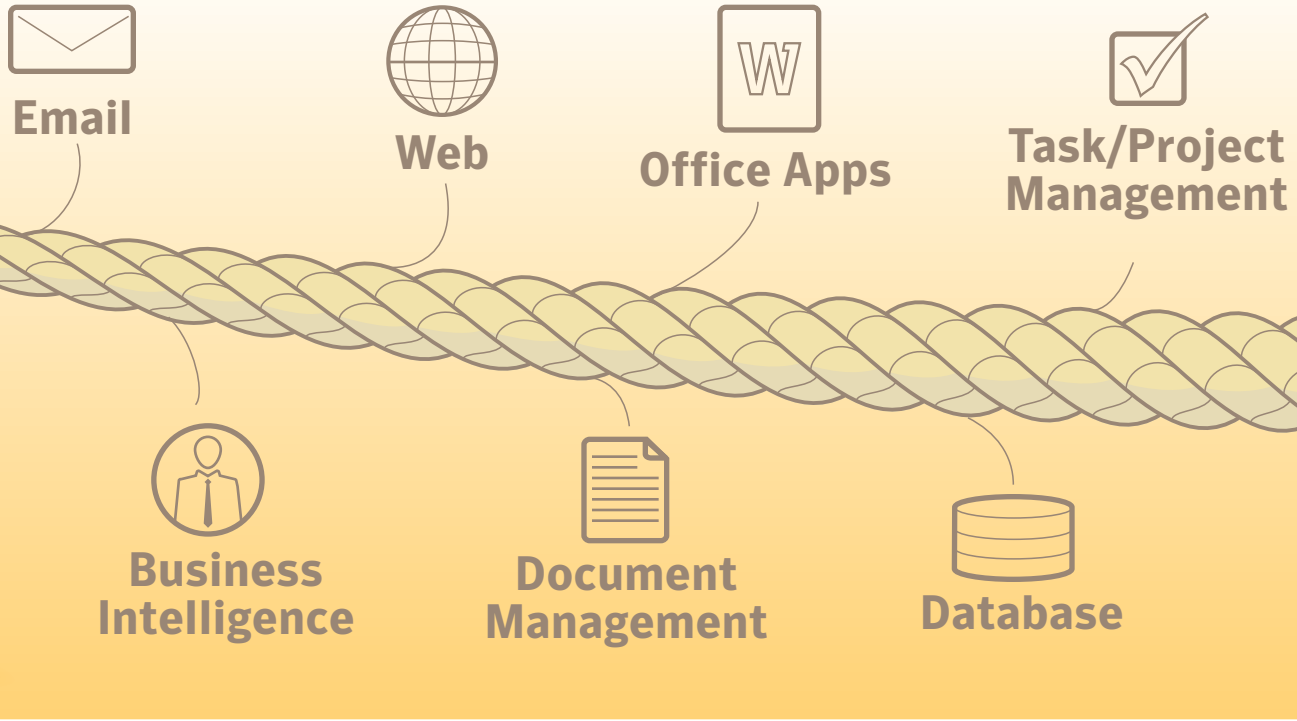 W
Email
Web
Office Apps
Task/Project
Management
Business
Intelligence
Document
Management
Database